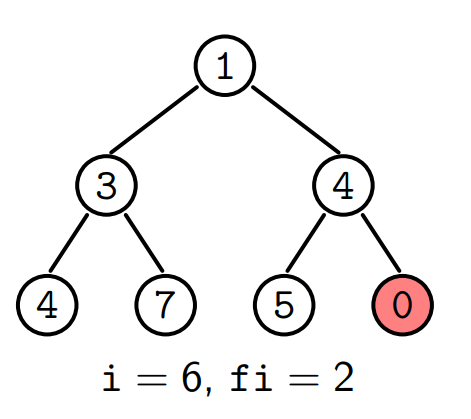 1
3 4
4 7 5 0
i = 6, fi = 2